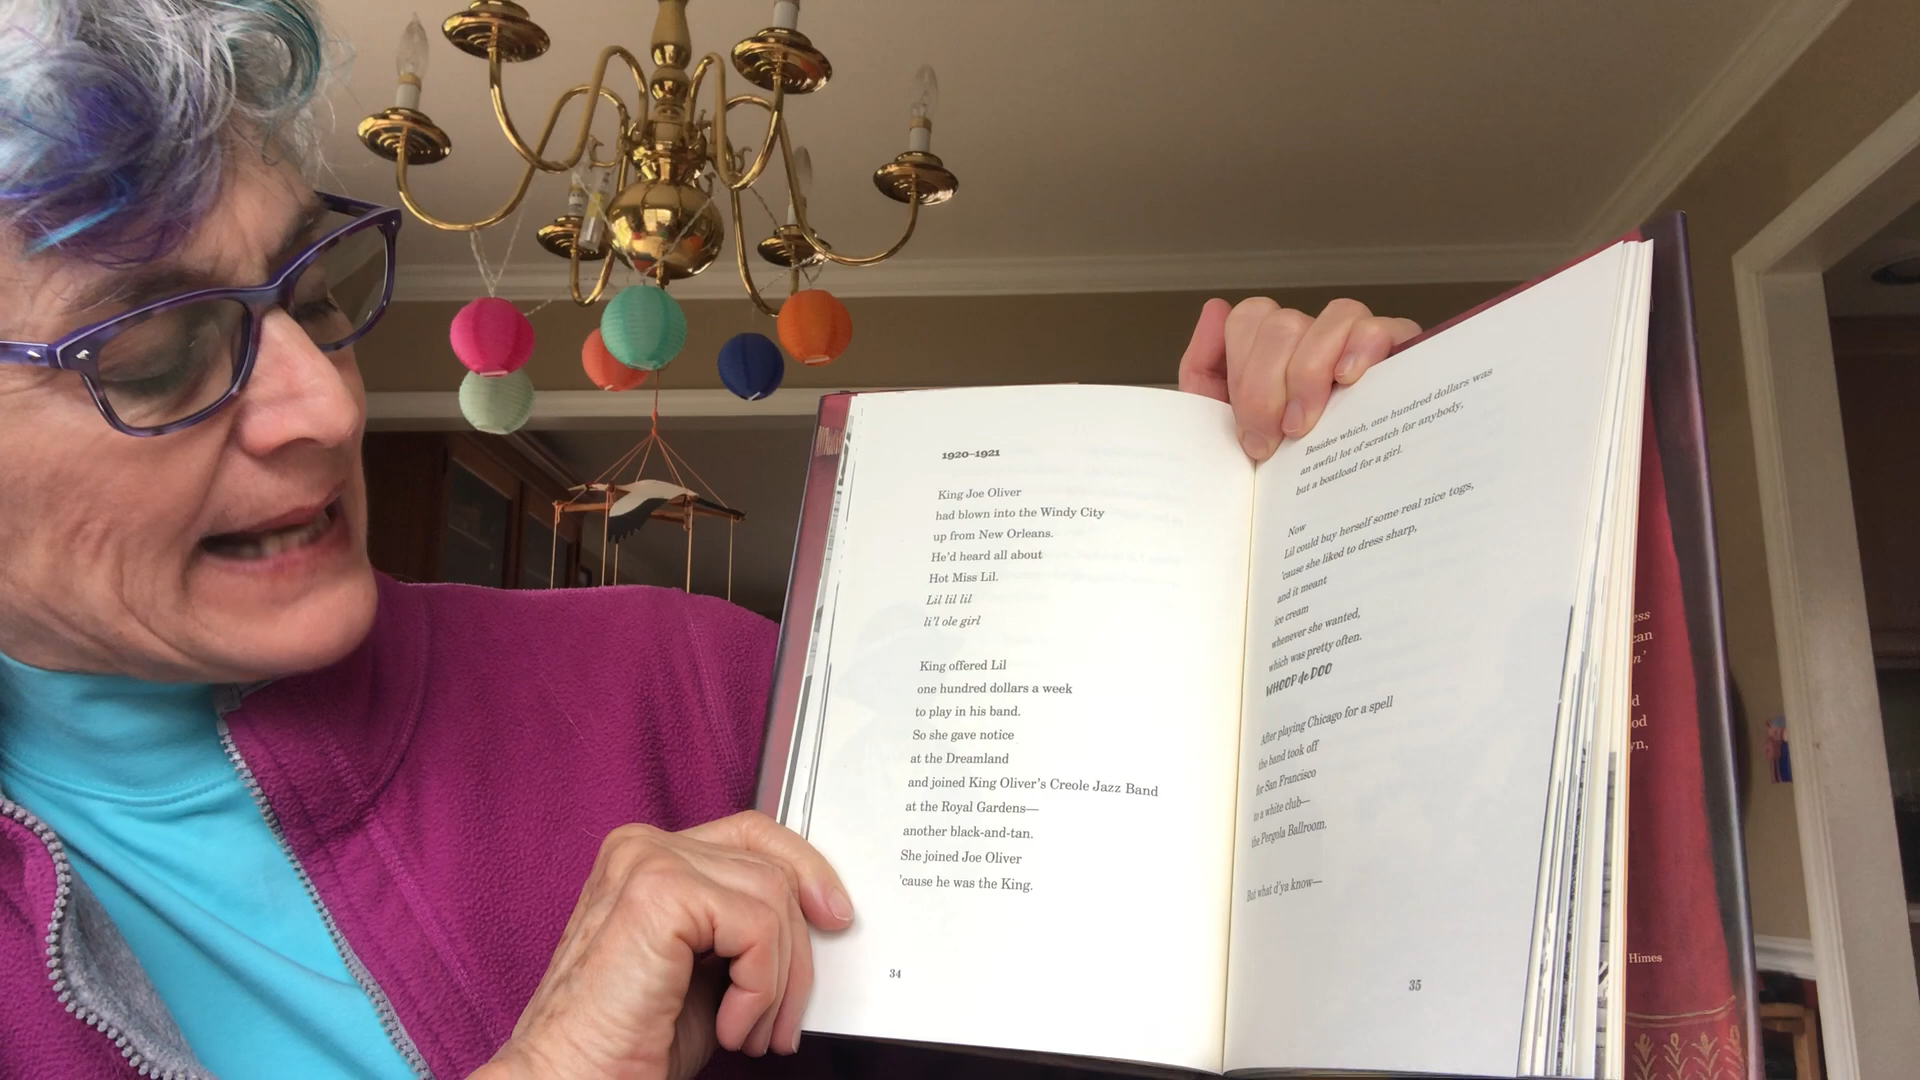 1920–1921
King Joe Oliver
had blown into the Windy City
up from New Orleans.
He'd heard all about
Hot Miss Lil.
Lil lil lil
li'l ole girl
King offered Lil
one hundred dollars a week
to play in his band.
So she gave notice
at the Dreamland
and joined King Oliver's Creole Jazz Band
at the Royal Gardens—
another black-and-tan.
She joined Joe Oliver
'cause he was the King.
34
Besides which, one hundred dollars was
an awful lot of scratch for anybody,
but a boatload for a girl.
Now
Lil could buy herself some real nice togs,
'cause she liked to dress sharp,
and it meant
ice cream
whenever she wanted,
which was pretty often.
WHOOP de DOO
After playing Chicago for a spell
the band took off
for San Francisco
to a white club—
the Pergola Ballroom.
But what d'ya know—
35
Himes